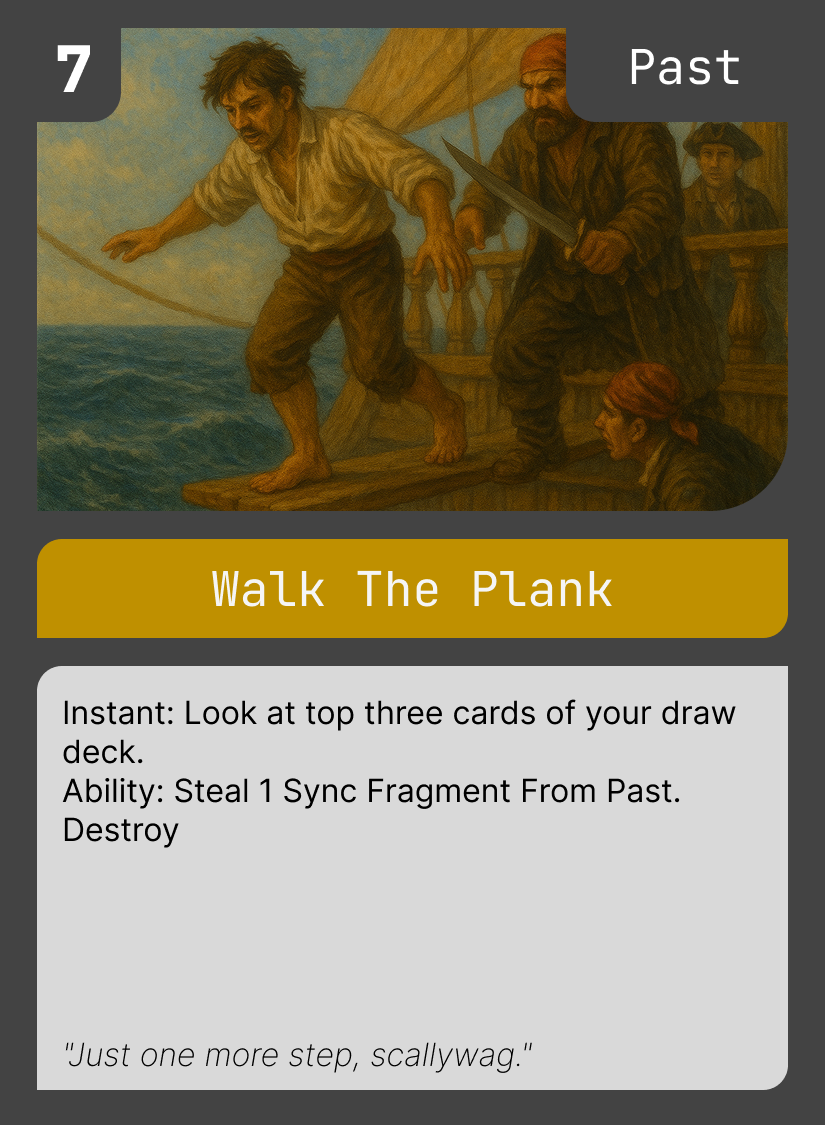 7
Past
Walk The Plank
Instant: Look at top three cards of your draw
deck.
Ability: Steal 1 Sync Fragment From Past.
Destroy
"Just one more step, scallywag."